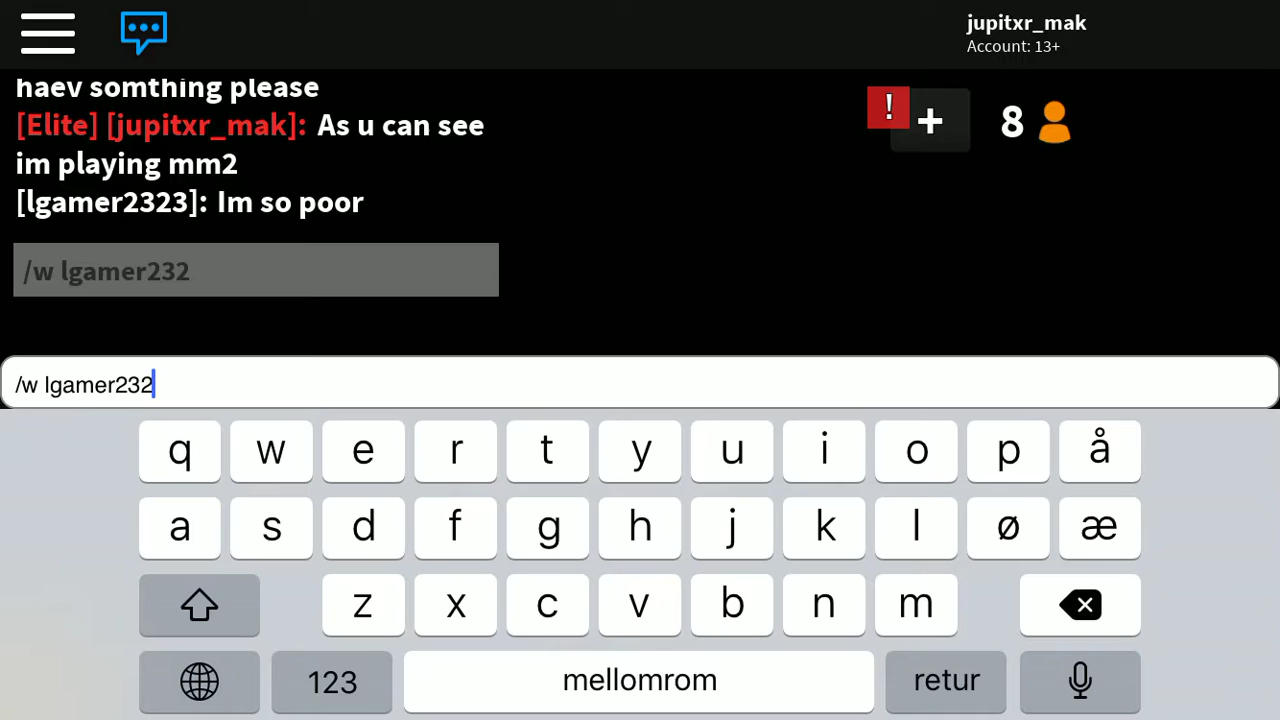 jupitxr_mak
Account: 13+
haev somthing please
[Elite] [jupitxr_mak]: As u can see
im playing mm2
[lgamer2323]: Im so poor
! + 8
/w lgamer232
/w lgamer232
q w e r t y u i o p å
a s d f g h j k l ø æ
z x c v b n m
123 mellomrom retur